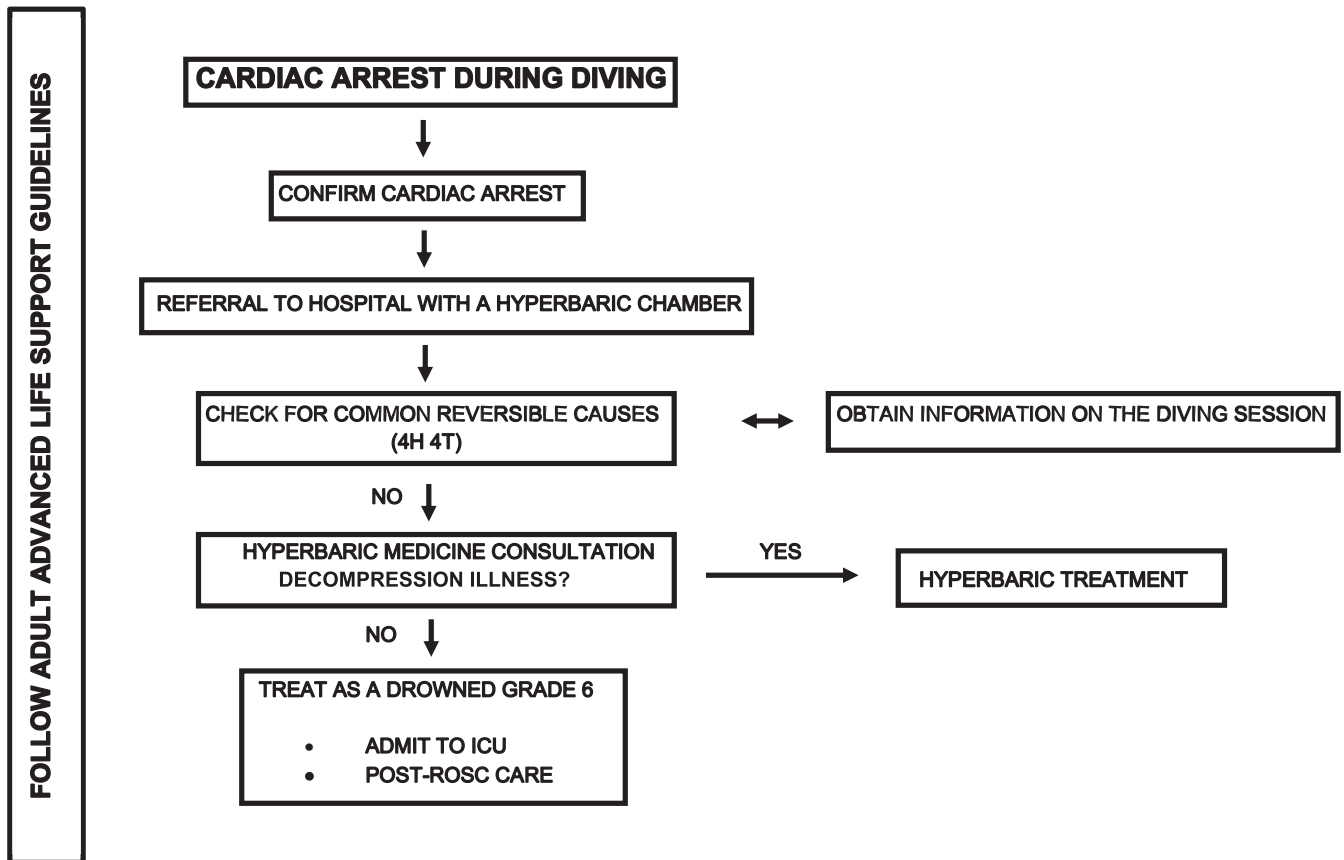 FOLLOW ADULT ADVANCED LIFE SUPPORT GUIDELINES
CARDIAC ARREST DURING DIVING
CONFIRM CARDIAC ARREST
REFERRAL TO HOSPITAL WITH A HYPERBARIC CHAMBER
CHECK FOR COMMON REVERSIBLE CAUSES
(4H 4T)
OBTAIN INFORMATION ON THE DIVING SESSION
NO
HYPERBARIC MEDICINE CONSULTATION
DECOMPRESSION ILLNESS?
YES
HYPERBARIC TREATMENT
NO
TREAT AS A DROWNED GRADE 6
• ADMIT TO ICU
• POST-ROSC CARE